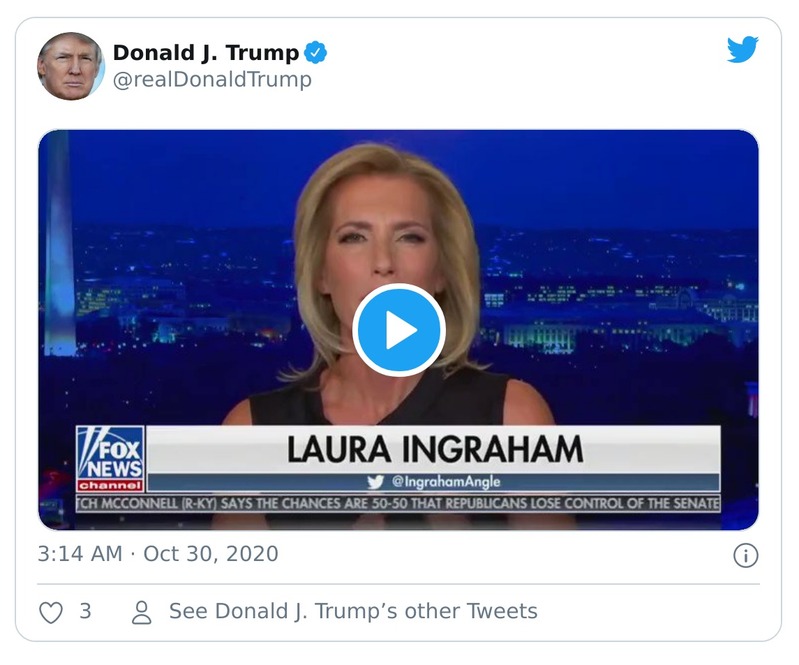 Donald J. Trump
@realDonaldTrump
FOX
NEWS
channel
LAURA INGRAHAM
@IngrahamAngle
TCH MCCONNELL (R-KY) SAYS THE CHANCES ARE 50-50 THAT REPUBLICANS LOSE CONTROL OF THE SENATE
3:14 AM · Oct 30, 2020
3 See Donald J. Trump’s other Tweets